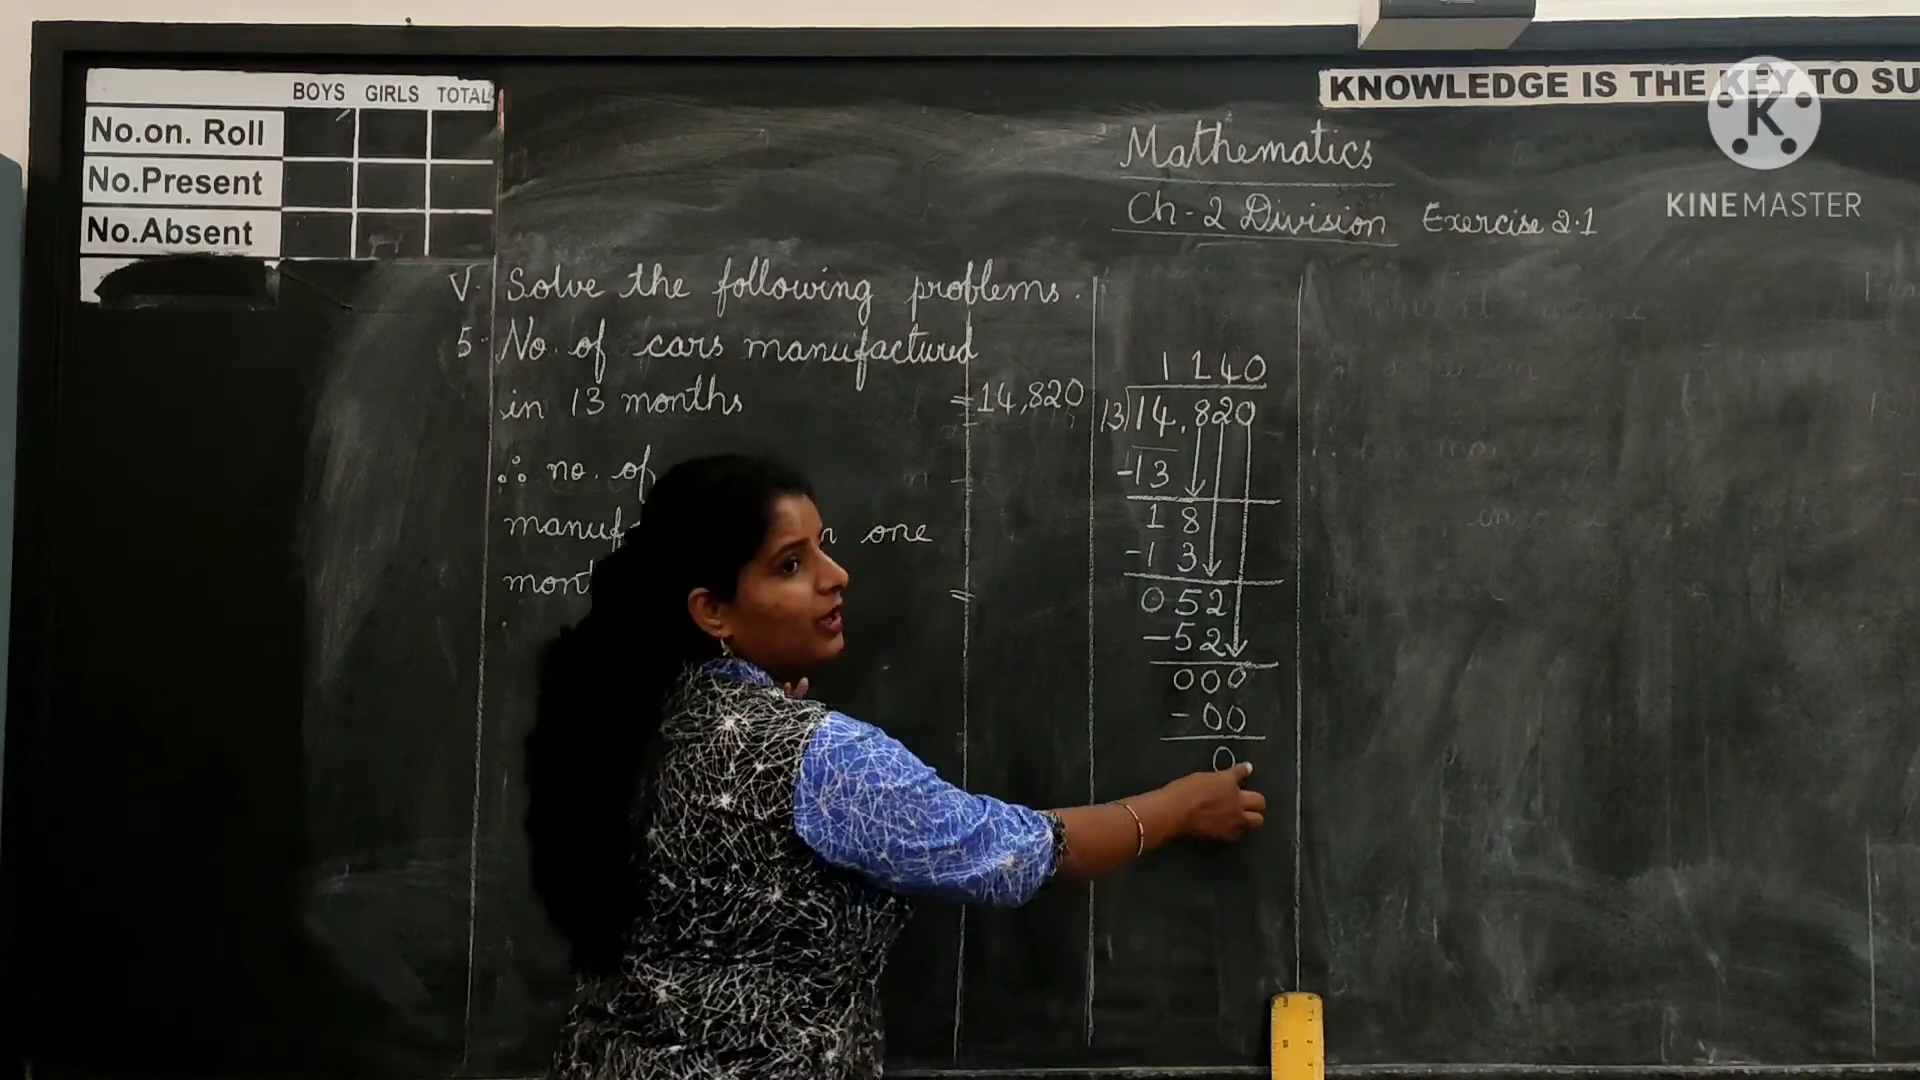 BOYS GIRLS TOTAL
No.on. Roll
No.Present
No.Absent
KNOWLEDGE IS THE KEY TO SU
K
KINEMASTER
Mathematics
Ch-2 Division Exercise 2.1
V. Solve the following problems.
5. No. of cars manufactured
in 13 months = 14,820
∴ no. of
manuf one
mont =
1140
13)14,820
-13
18
-13
052
-52
000
-00
0